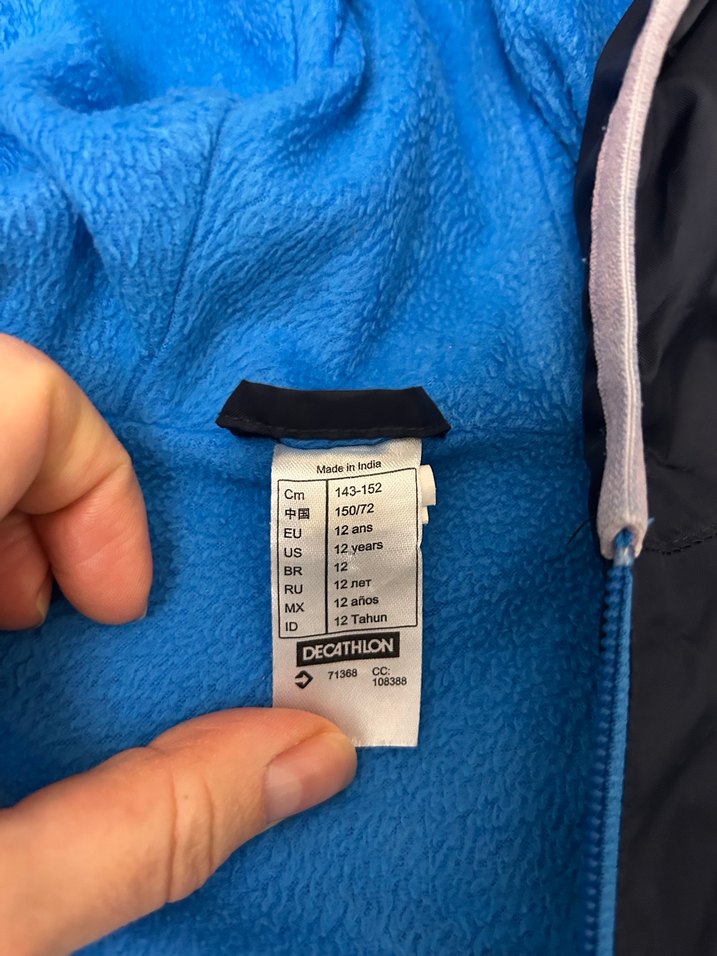 Made in India
Cm 143-152
中国 150/72
EU 12 ans
US 12 years
BR 12
RU 12 лет
MX 12 años
ID 12 Tahun
DECATHLON
71368 CC:
108388